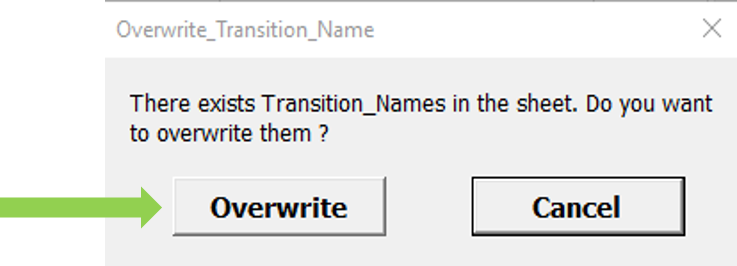 Overwrite_Transition_Name
There exists Transition_Names in the sheet. Do you want
to overwrite them ?
Overwrite
Cancel